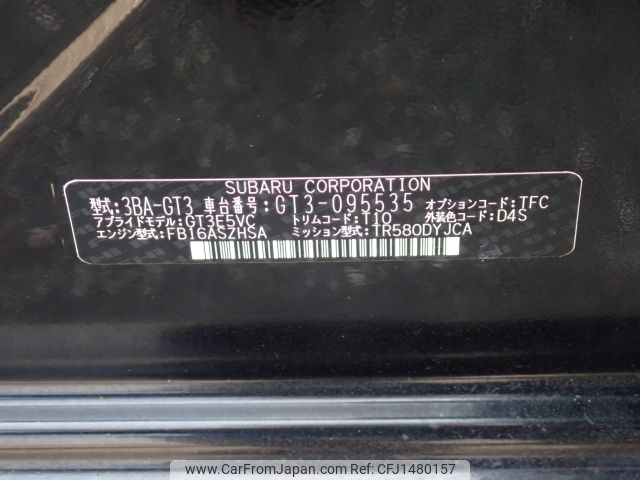 SUBARU CORPORATION
型式:3BA-GT3 車台番号:GT3-095535 オプションコード:TFC
アプライドモデル:GT3E5VC トリムコード:T10 外装色コード:D4S
エンジン型式:FB16ASZHSA ミッション型式:TR580DYJCA
www.CarFromJapan.com | Stock ID: CFJ1480157